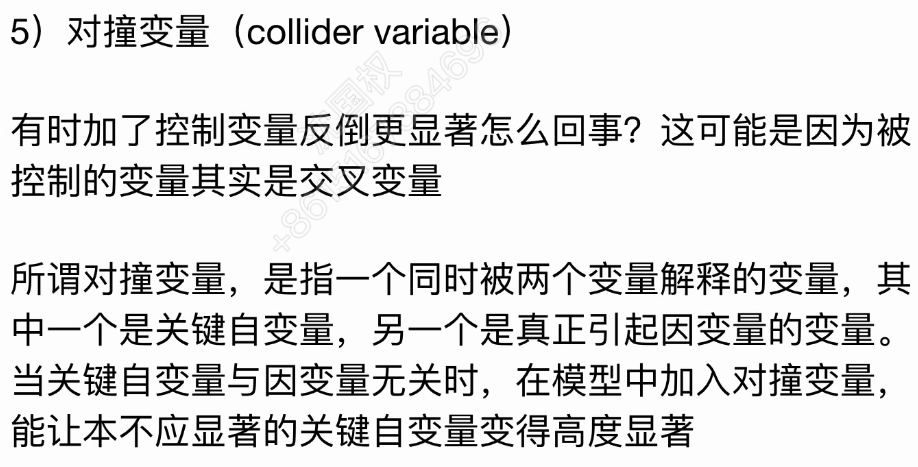 5）对撞变量（collider variable）
有时加了控制变量反倒更显著怎么回事？这可能是因为被
控制的变量其实是交叉变量
所谓对撞变量，是指一个同时被两个变量解释的变量，其
中一个是关键自变量，另一个是真正引起因变量的变量。
当关键自变量与因变量无关时，在模型中加入对撞变量，
能让本不应显著的关键自变量变得高度显著